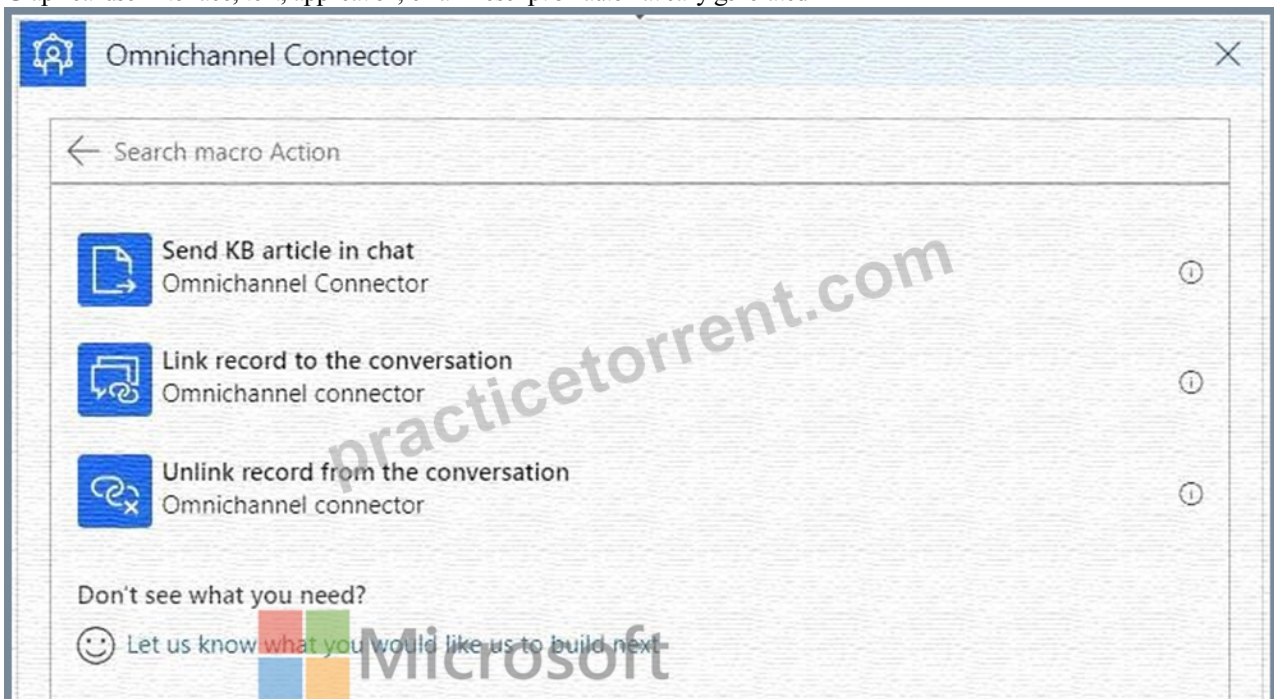 Omnichannel Connector
Search macro Action
Send KB article in chat
Omnichannel Connector
Link record to the conversation
Omnichannel connector
Unlink record from the conversation
Omnichannel connector
Don't see what you need?
Let us know what you would like us to build next
practicetorrent.com
Microsoft